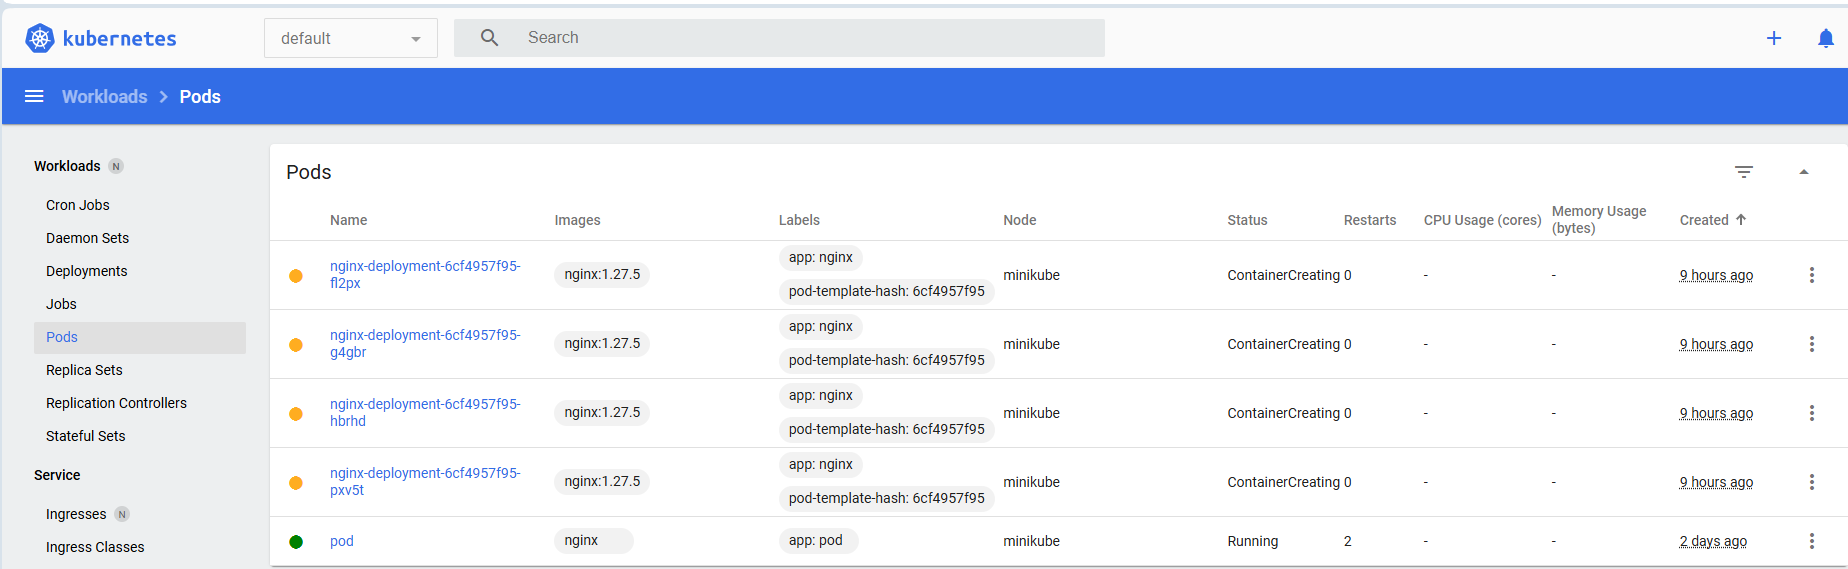 kubernetes
default
Search
Workloads > Pods
Workloads N
Cron Jobs
Daemon Sets
Deployments
Jobs
Pods
Replica Sets
Replication Controllers
Stateful Sets
Service
Ingresses N
Ingress Classes
Pods
Name Images Labels Node Status Restarts CPU Usage (cores) Memory Usage (bytes) Created
nginx-deployment-6cf4957f95-
fl2px
nginx:1.27.5
app: nginx
pod-template-hash: 6cf4957f95
minikube
ContainerCreating 0 - - 9 hours ago
nginx-deployment-6cf4957f95-
g4gbr
nginx:1.27.5
app: nginx
pod-template-hash: 6cf4957f95
minikube
ContainerCreating 0 - - 9 hours ago
nginx-deployment-6cf4957f95-
hbrhd
nginx:1.27.5
app: nginx
pod-template-hash: 6cf4957f95
minikube
ContainerCreating 0 - - 9 hours ago
nginx-deployment-6cf4957f95-
pxv5t
nginx:1.27.5
app: nginx
pod-template-hash: 6cf4957f95
minikube
ContainerCreating 0 - - 9 hours ago
pod
nginx
app: pod
minikube
Running 2 - - 2 days ago